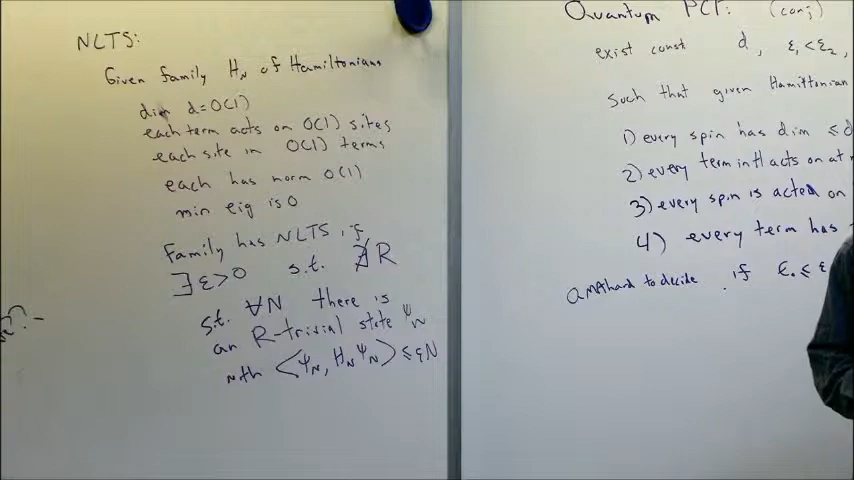 NLTS:
Given family H_N of Hamiltonians
dim d=O(1)
each term acts on O(1) sites
each site in O(1) terms
each has norm O(1)
min eig is 0
Family has NLTS if
∃ε>0 s.t. ∄R
s.t. ∀N there is
an R-trivial state Ψ_N
with ⟨Ψ_N, H_N Ψ_N⟩ ≤ εN
Quantum PCP: (conj)
exist const d, ε₁<ε₂,
such that given Hamiltonian
1) every spin has dim ≤d
2) every term in H acts on at
3) every spin is acted on
4) every term has
QMA hard to decide if E₀ ≤ ε